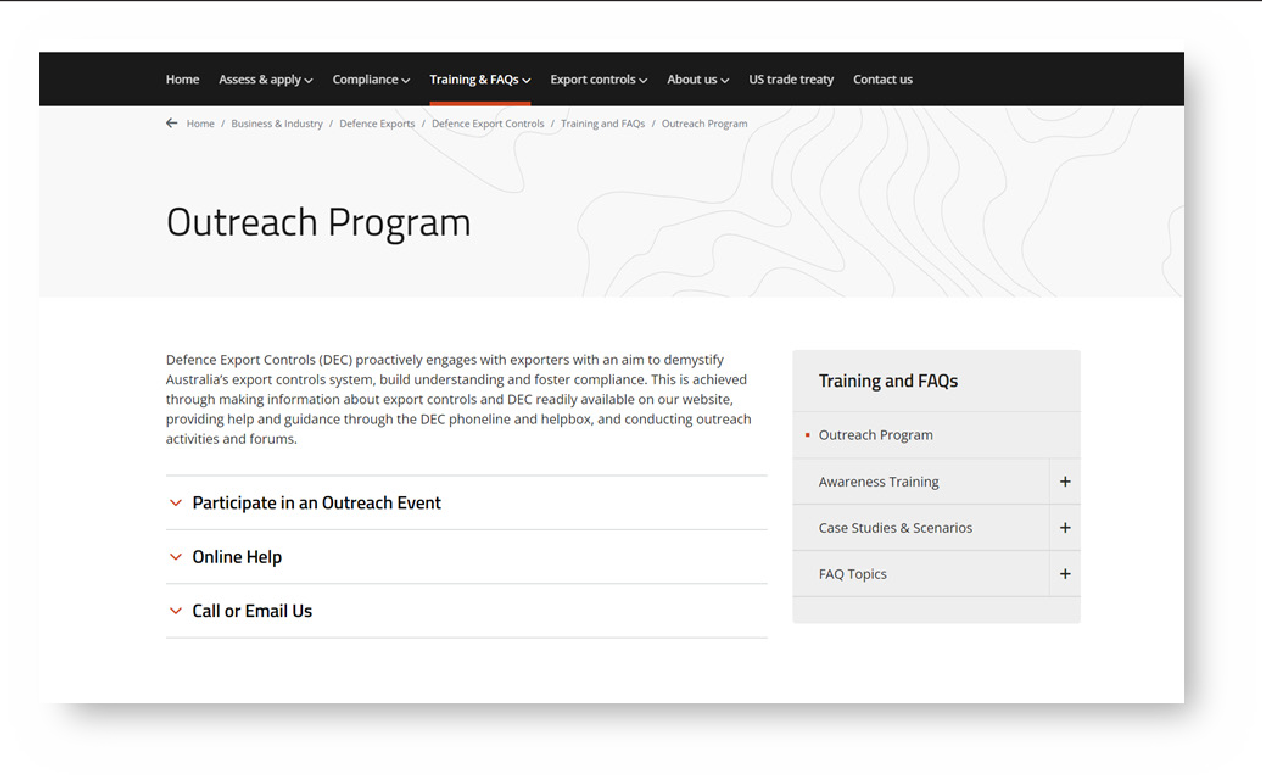 Home Assess & apply Compliance Training & FAQs Export controls About us US trade treaty Contact us
Home / Business & Industry / Defence Exports / Defence Export Controls / Training and FAQs / Outreach Program
Outreach Program
Defence Export Controls (DEC) proactively engages with exporters with an aim to demystify
Australia’s export controls system, build understanding and foster compliance. This is achieved
through making information about export controls and DEC readily available on our website,
providing help and guidance through the DEC phoneline and helpbox, and conducting outreach
activities and forums.
Participate in an Outreach Event
Online Help
Call or Email Us
Training and FAQs
Outreach Program
Awareness Training +
Case Studies & Scenarios +
FAQ Topics +